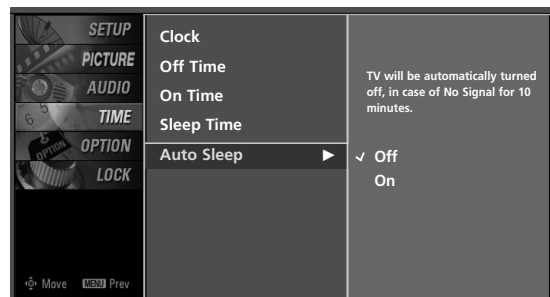 SETUP
PICTURE
AUDIO
TIME
OPTION
LOCK
Move MENU Prev
Clock
Off Time
On Time
Sleep Time
Auto Sleep
TV will be automatically turned
off, in case of No Signal for 10
minutes.
Off
On